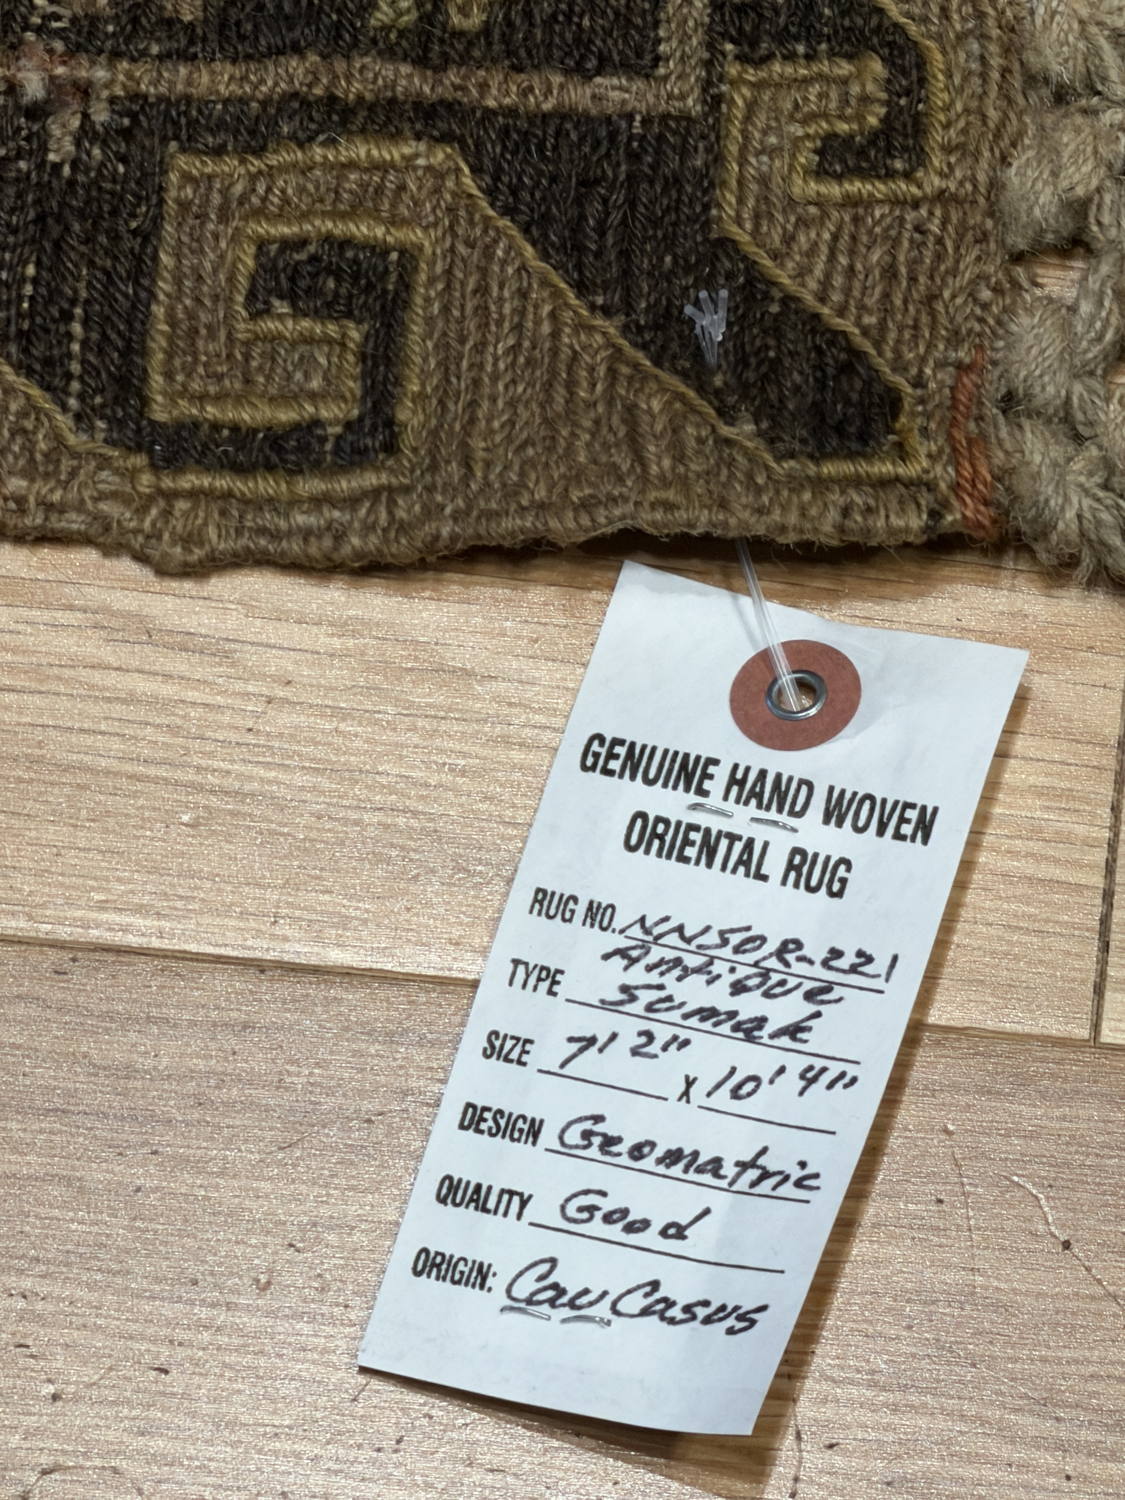 GENUINE HAND WOVEN
ORIENTAL RUG
RUG NO. NNSOR-221
Antique
TYPE Sumak
SIZE 7' 2" X 10' 4"
DESIGN Geomatric
QUALITY Good
ORIGIN: Caucasus